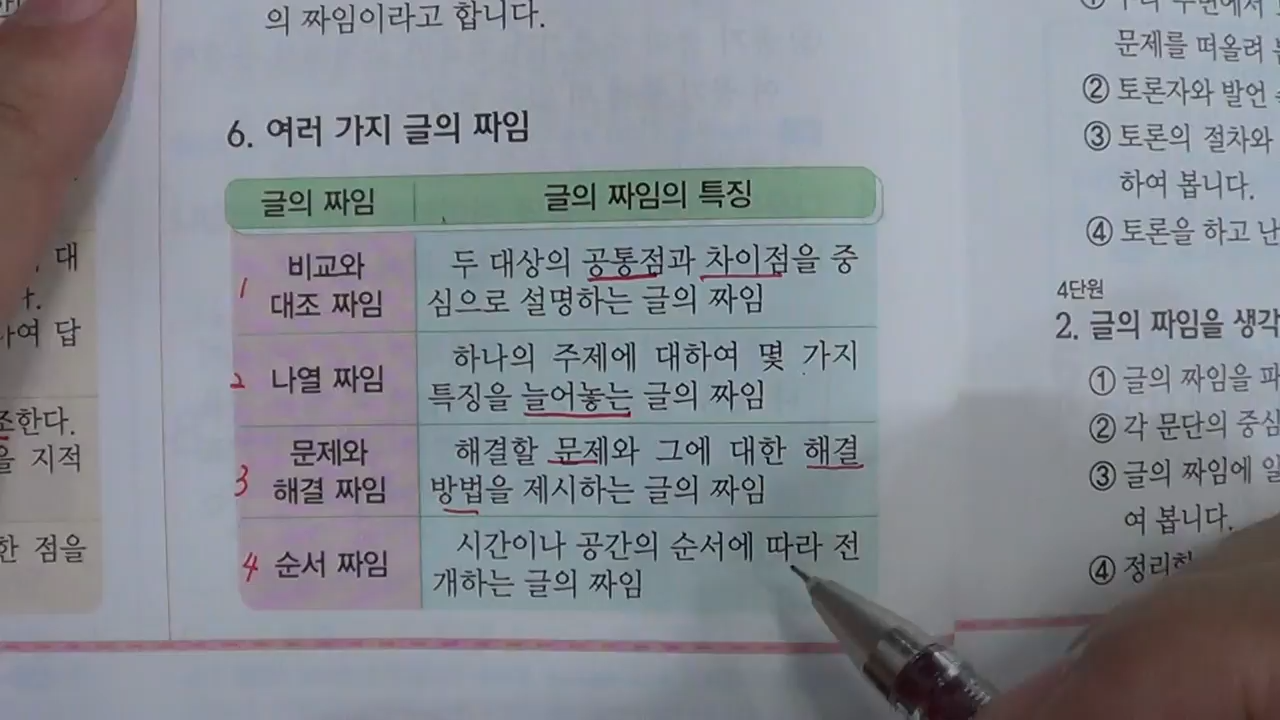 의 짜임이라고 합니다.
6. 여러 가지 글의 짜임
글의 짜임
글의 짜임의 특징
1
비교와
대조 짜임
두 대상의 공통점과 차이점을 중
심으로 설명하는 글의 짜임
2
나열 짜임
하나의 주제에 대하여 몇 가지
특징을 늘어놓는 글의 짜임
3
문제와
해결 짜임
해결할 문제와 그에 대한 해결
방법을 제시하는 글의 짜임
4
순서 짜임
시간이나 공간의 순서에 따라 전
개하는 글의 짜임
대
답
조한다.
을 지적
한 점을
문제를 떠올려
② 토론자와 발언
③ 토론의 절차와
하여 봅니다.
④ 토론을 하고 난
4단원
2. 글의 짜임을 생각
① 글의 짜임을 파
② 각 문단의 중심
③ 글의 짜임에 알
여 봅니다.
④ 정리한